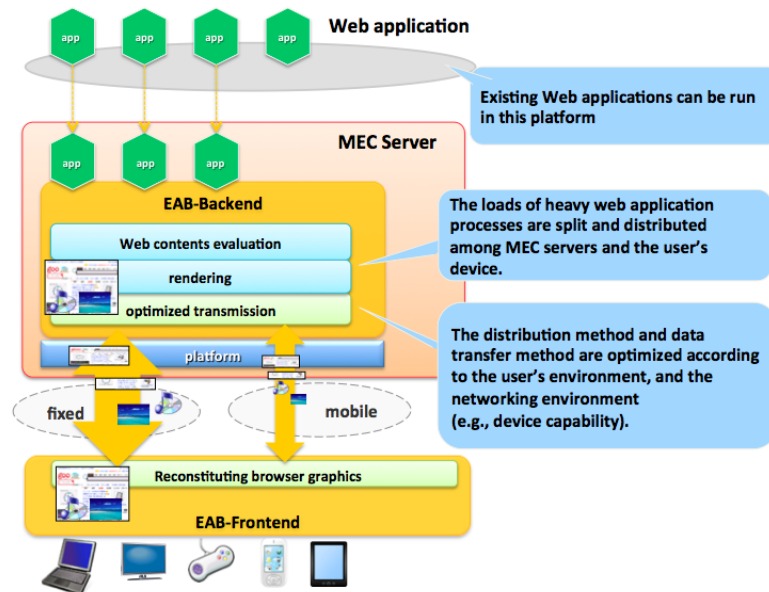 Web application
app
app
app
app
Existing Web applications can be run
in this platform
MEC Server
app
app
app
EAB-Backend
The loads of heavy web application
processes are split and distributed
among MEC servers and the user’s
device.
Web contents evaluation
rendering
optimized transmission
The distribution method and data
transfer method are optimized according
to the user’s environment, and the
networking environment
(e.g., device capability).
platform
fixed
mobile
Reconstituting browser graphics
EAB-Frontend